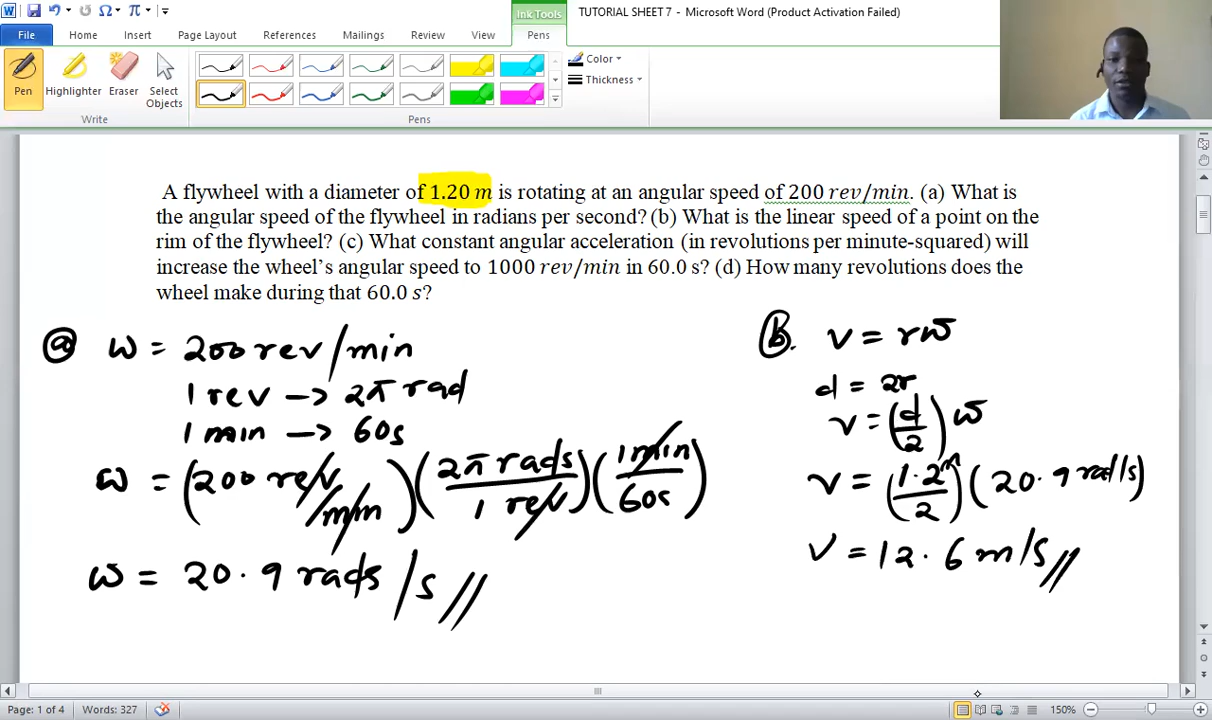 Ink Tools
TUTORIAL SHEET 7 - Microsoft Word (Product Activation Failed)
File Home Insert Page Layout References Mailings Review View Pens
Pen Highlighter Eraser Select Objects
Color
Thickness
Write Pens
A flywheel with a diameter of 1.20 m is rotating at an angular speed of 200 rev/min. (a) What is
the angular speed of the flywheel in radians per second? (b) What is the linear speed of a point on the
rim of the flywheel? (c) What constant angular acceleration (in revolutions per minute-squared) will
increase the wheel's angular speed to 1000 rev/min in 60.0 s? (d) How many revolutions does the
wheel make during that 60.0 s?
(a) ω = 200 rev/min
1 rev -> 2π rad
1 min -> 60s
ω = (200 rev/min)(2π rads/1 rev)(1min/60s)
ω = 20.9 rads/s //
(b). v = rω
d = 2r
v = (d/2)ω
v = (1.2m/2)(20.9 rad/s)
v = 12.6 m/s //
Page: 1 of 4 Words: 327 150%